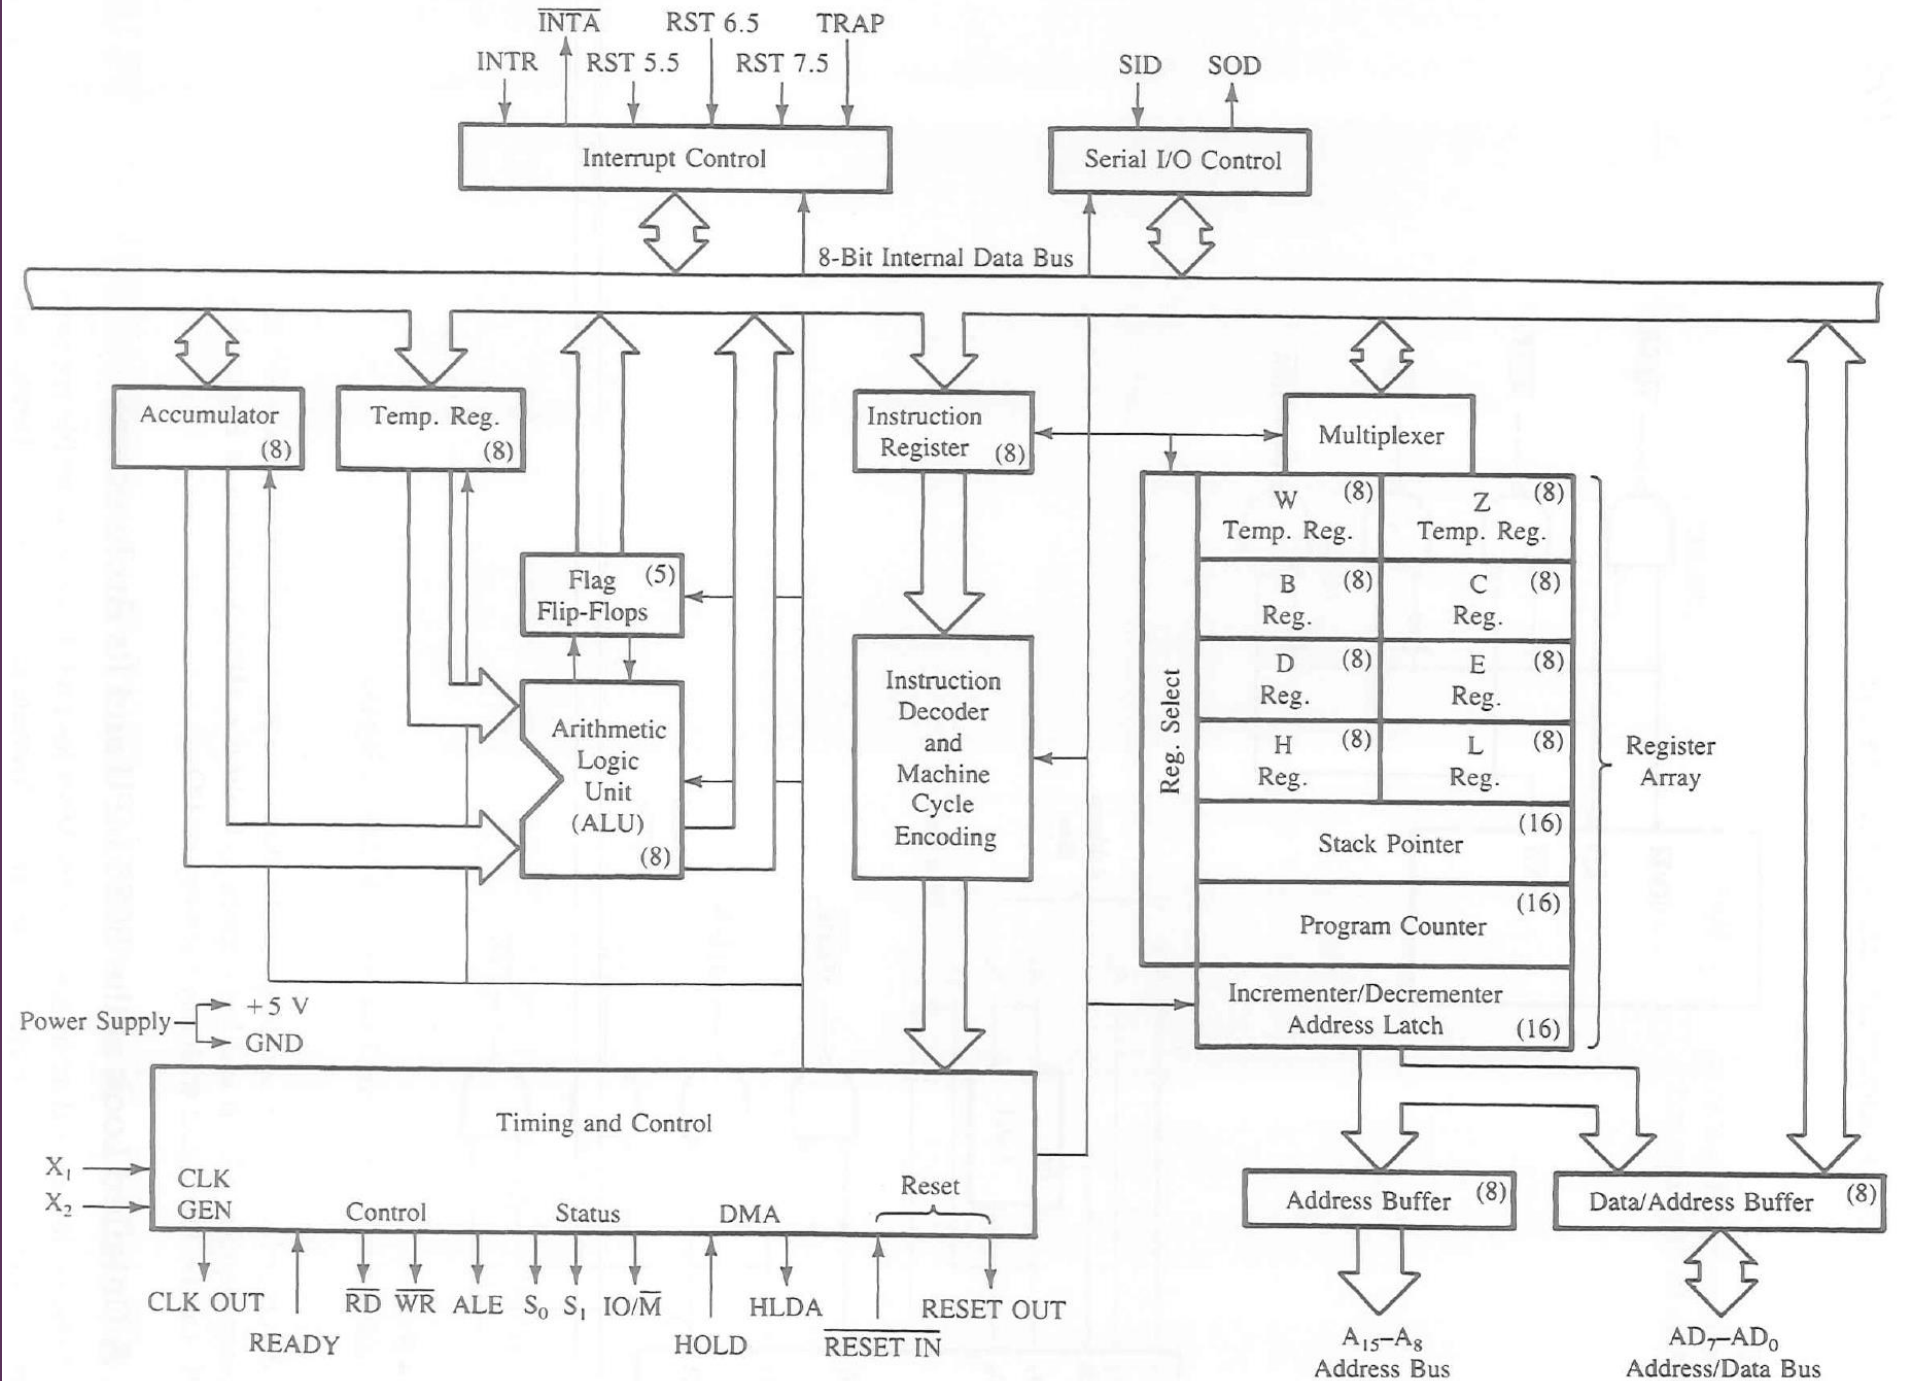 INTA
RST 6.5
TRAP
INTR
RST 5.5
RST 7.5
SID
SOD
Interrupt Control
Serial I/O Control
8-Bit Internal Data Bus
Accumulator
(8)
Temp. Reg.
(8)
Instruction
Register
(8)
Multiplexer
W
(8)
Temp. Reg.
Z
(8)
Temp. Reg.
Flag
(5)
Flip-Flops
B
(8)
Reg.
C
(8)
Reg.
D
(8)
Reg.
E
(8)
Reg.
H
(8)
Reg.
L
(8)
Reg.
Reg. Select
Register
Array
Arithmetic
Logic
Unit
(ALU)
(8)
Instruction
Decoder
and
Machine
Cycle
Encoding
(16)
Stack Pointer
(16)
Program Counter
Incrementer/Decrementer
Address Latch
(16)
Power Supply
+5 V
GND
Timing and Control
X₁
X₂
CLK
GEN
Control
Status
DMA
Reset
Address Buffer
(8)
Data/Address Buffer
(8)
CLK OUT
READY
RD
WR
ALE
S₀
S₁
IO/M
HOLD
HLDA
RESET IN
RESET OUT
A₁₅–A₈
Address Bus
AD₇–AD₀
Address/Data Bus